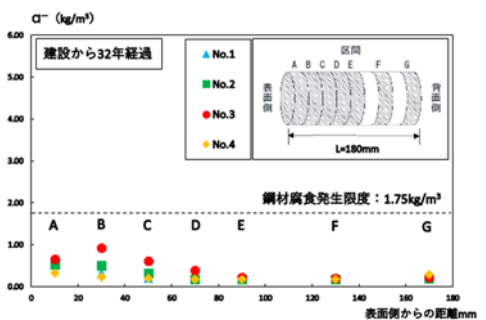 Cl⁻（kg/m³）
6.00
5.00
4.00
3.00
2.00
1.00
0.00
建設から32年経過
No.1
No.2
No.3
No.4
区間
A B C D E F G
表面側
背面側
L=180mm
鋼材腐食発生限度：1.75kg/m³
A B C D E F G
0 20 40 60 80 100 120 140 160 180
表面側からの距離mm